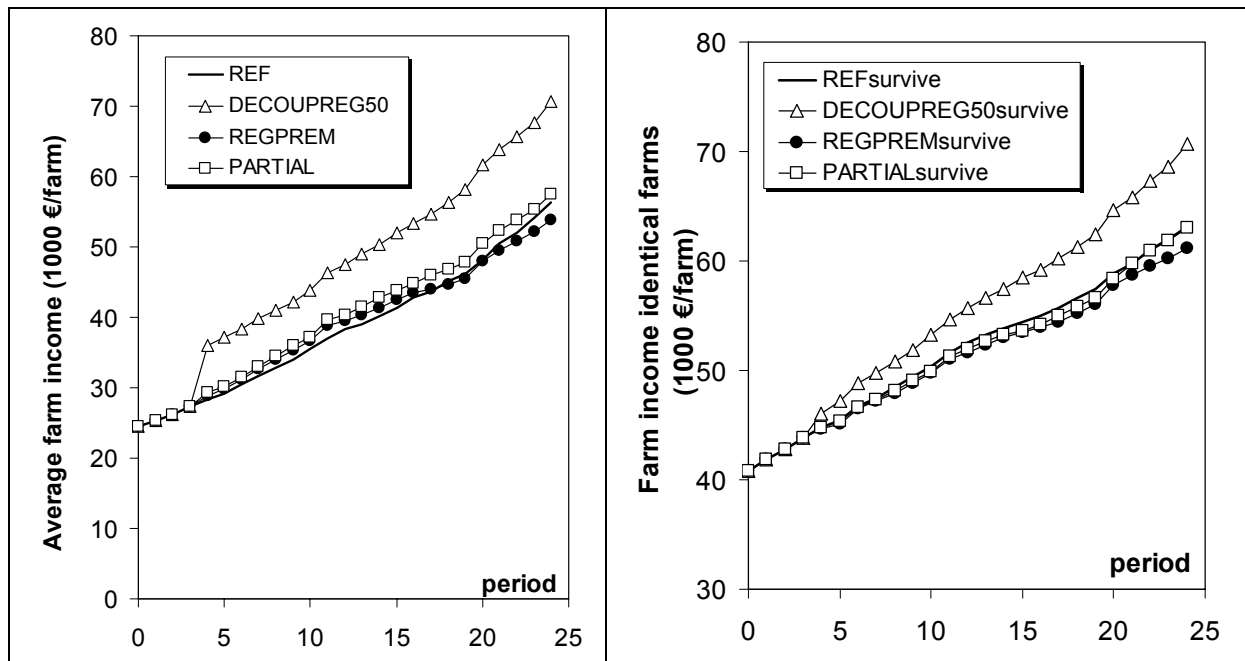 Average farm income (1000 €/farm)
80
70
60
50
40
30
20
10
0
REF
DECOUPREG50
REGPREM
PARTIAL
period
0 5 10 15 20 25
Farm income identical farms
(1000 €/farm)
80
70
60
50
40
30
REFsurvive
DECOUPREG50survive
REGPREMsurvive
PARTIALsurvive
period
0 5 10 15 20 25